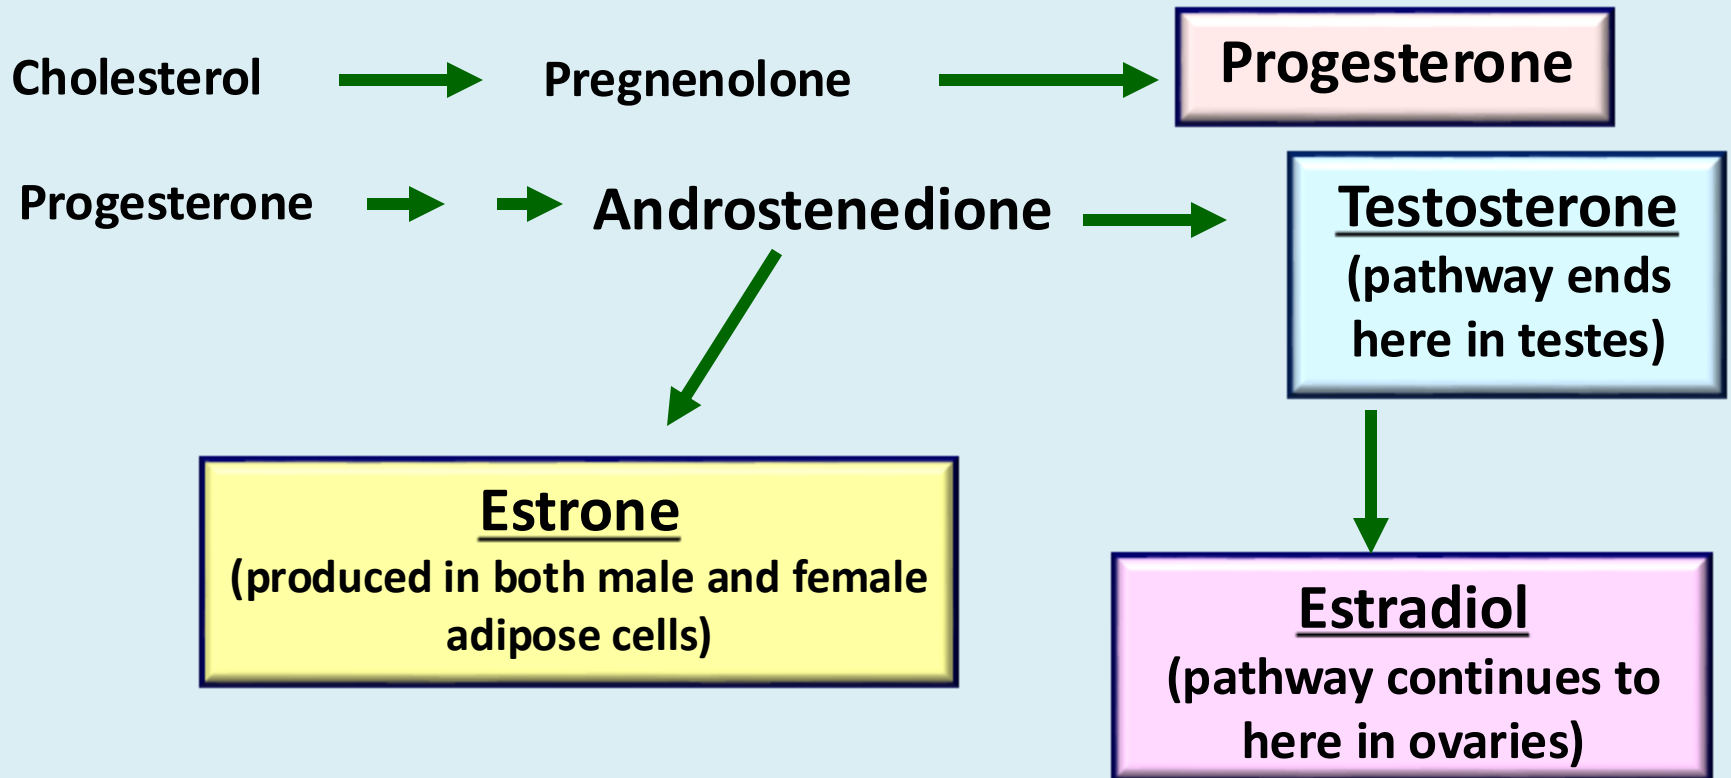 Cholesterol Pregnenolone Progesterone
Progesterone Androstenedione Testosterone
(pathway ends
here in testes)
Estrone
(produced in both male and female
adipose cells)
Estradiol
(pathway continues to
here in ovaries)